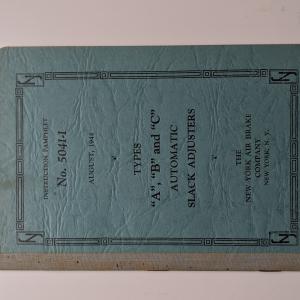 INSTRUCTION PAMPHLET
No. 5041-1
AUGUST, 1944
TYPES
"A", "B" and "C"
AUTOMATIC
SLACK ADJUSTERS
THE
NEW YORK AIR BRAKE
COMPANY
NEW YORK, N. Y.